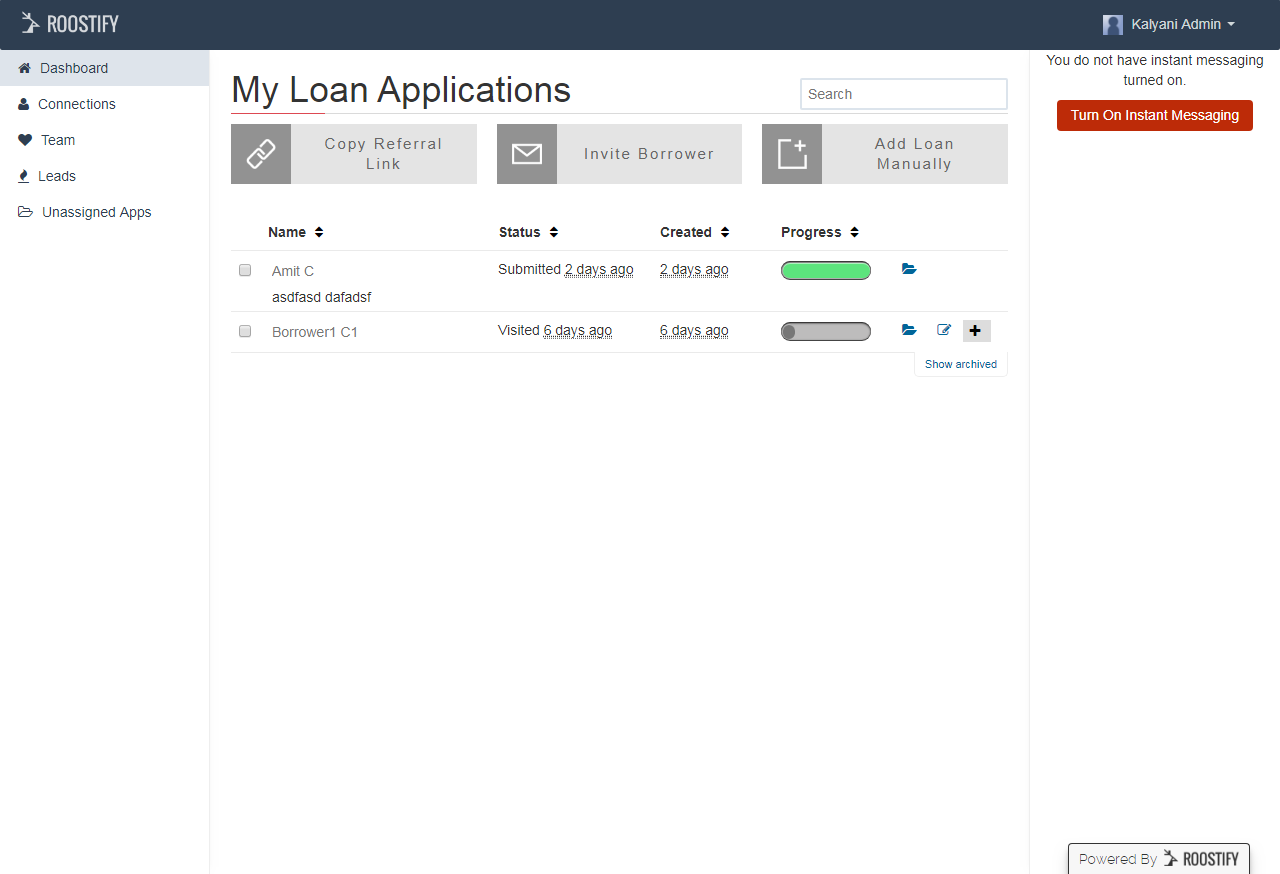 ROOSTIFY
Kalyani Admin
Dashboard
Connections
Team
Leads
Unassigned Apps
My Loan Applications
Search
Copy Referral
Link
Invite Borrower
Add Loan
Manually
Name Status Created Progress
Amit C Submitted 2 days ago 2 days ago
asdfasd dafadsf
Borrower1 C1 Visited 6 days ago 6 days ago
Show archived
You do not have instant messaging
turned on.
Turn On Instant Messaging
Powered By ROOSTIFY